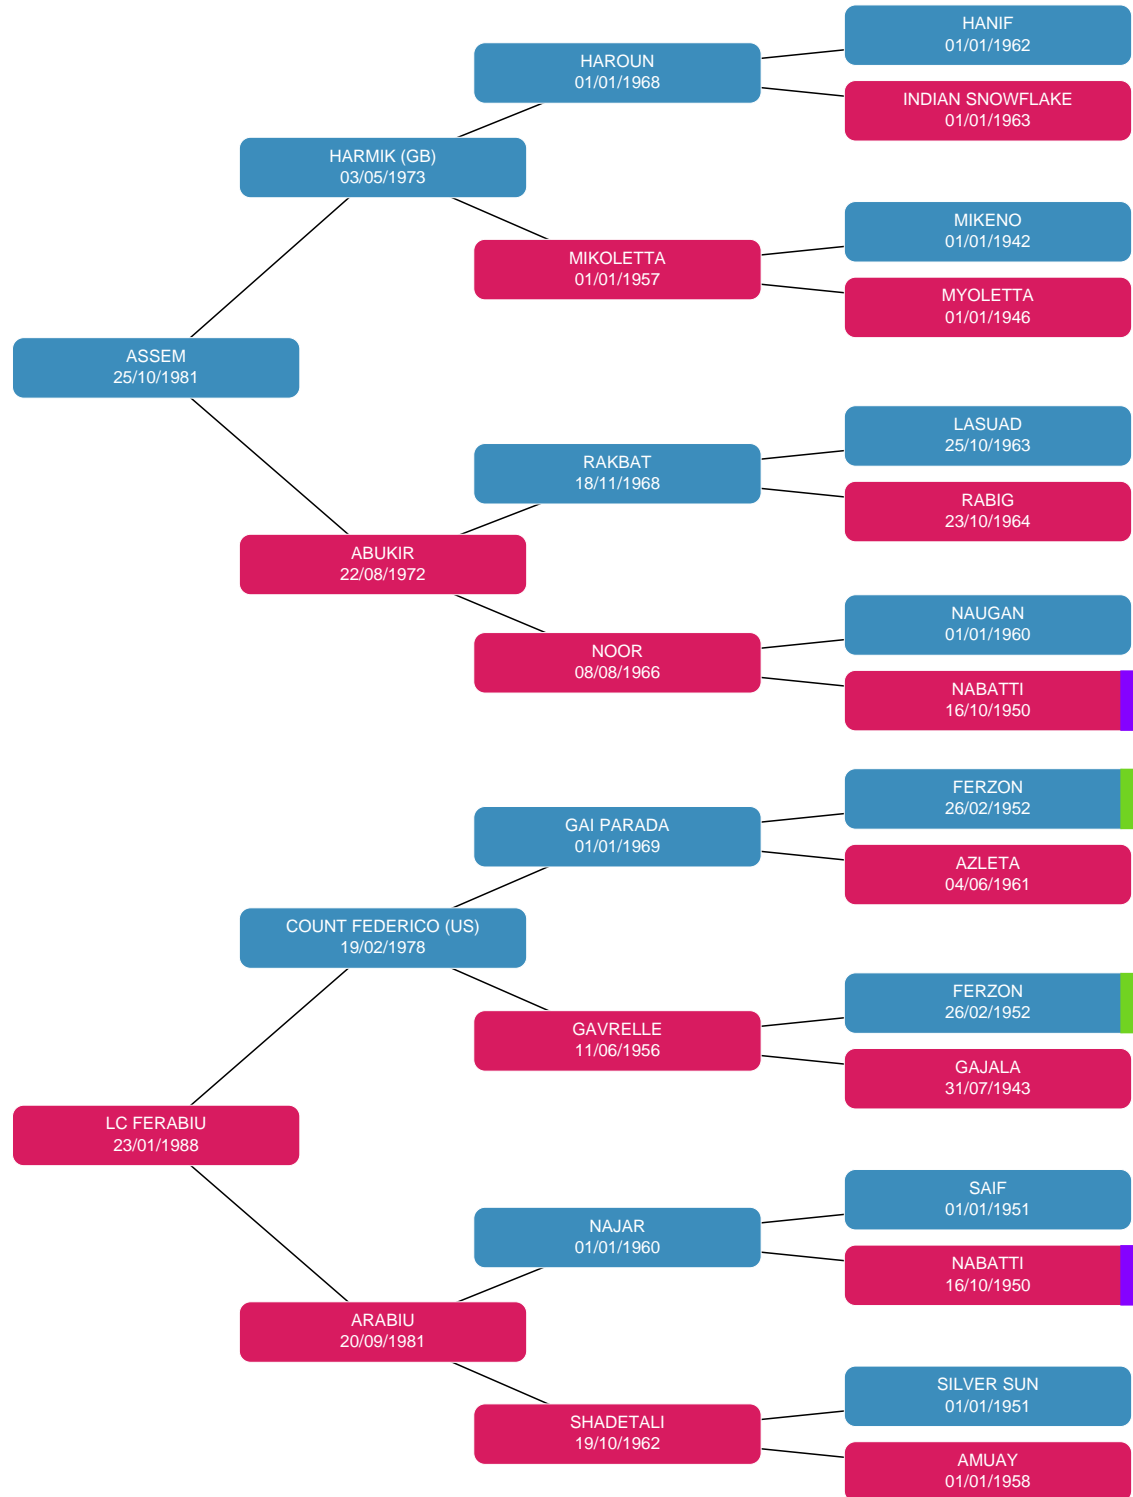 HANIF
01/01/1962
HAROUN
01/01/1968
INDIAN SNOWFLAKE
01/01/1963
HARMIK (GB)
03/05/1973
MIKENO
01/01/1942
MIKOLETTA
01/01/1957
MYOLETTA
01/01/1946
ASSEM
25/10/1981
LASUAD
25/10/1963
RAKBAT
18/11/1968
RABIG
23/10/1964
ABUKIR
22/08/1972
NAUGAN
01/01/1960
NOOR
08/08/1966
NABATTI
16/10/1950
FERZON
26/02/1952
GAI PARADA
01/01/1969
AZLETA
04/06/1961
COUNT FEDERICO (US)
19/02/1978
FERZON
26/02/1952
GAVRELLE
11/06/1956
GAJALA
31/07/1943
LC FERABIU
23/01/1988
SAIF
01/01/1951
NAJAR
01/01/1960
NABATTI
16/10/1950
ARABIU
20/09/1981
SILVER SUN
01/01/1951
SHADETALI
19/10/1962
AMUAY
01/01/1958